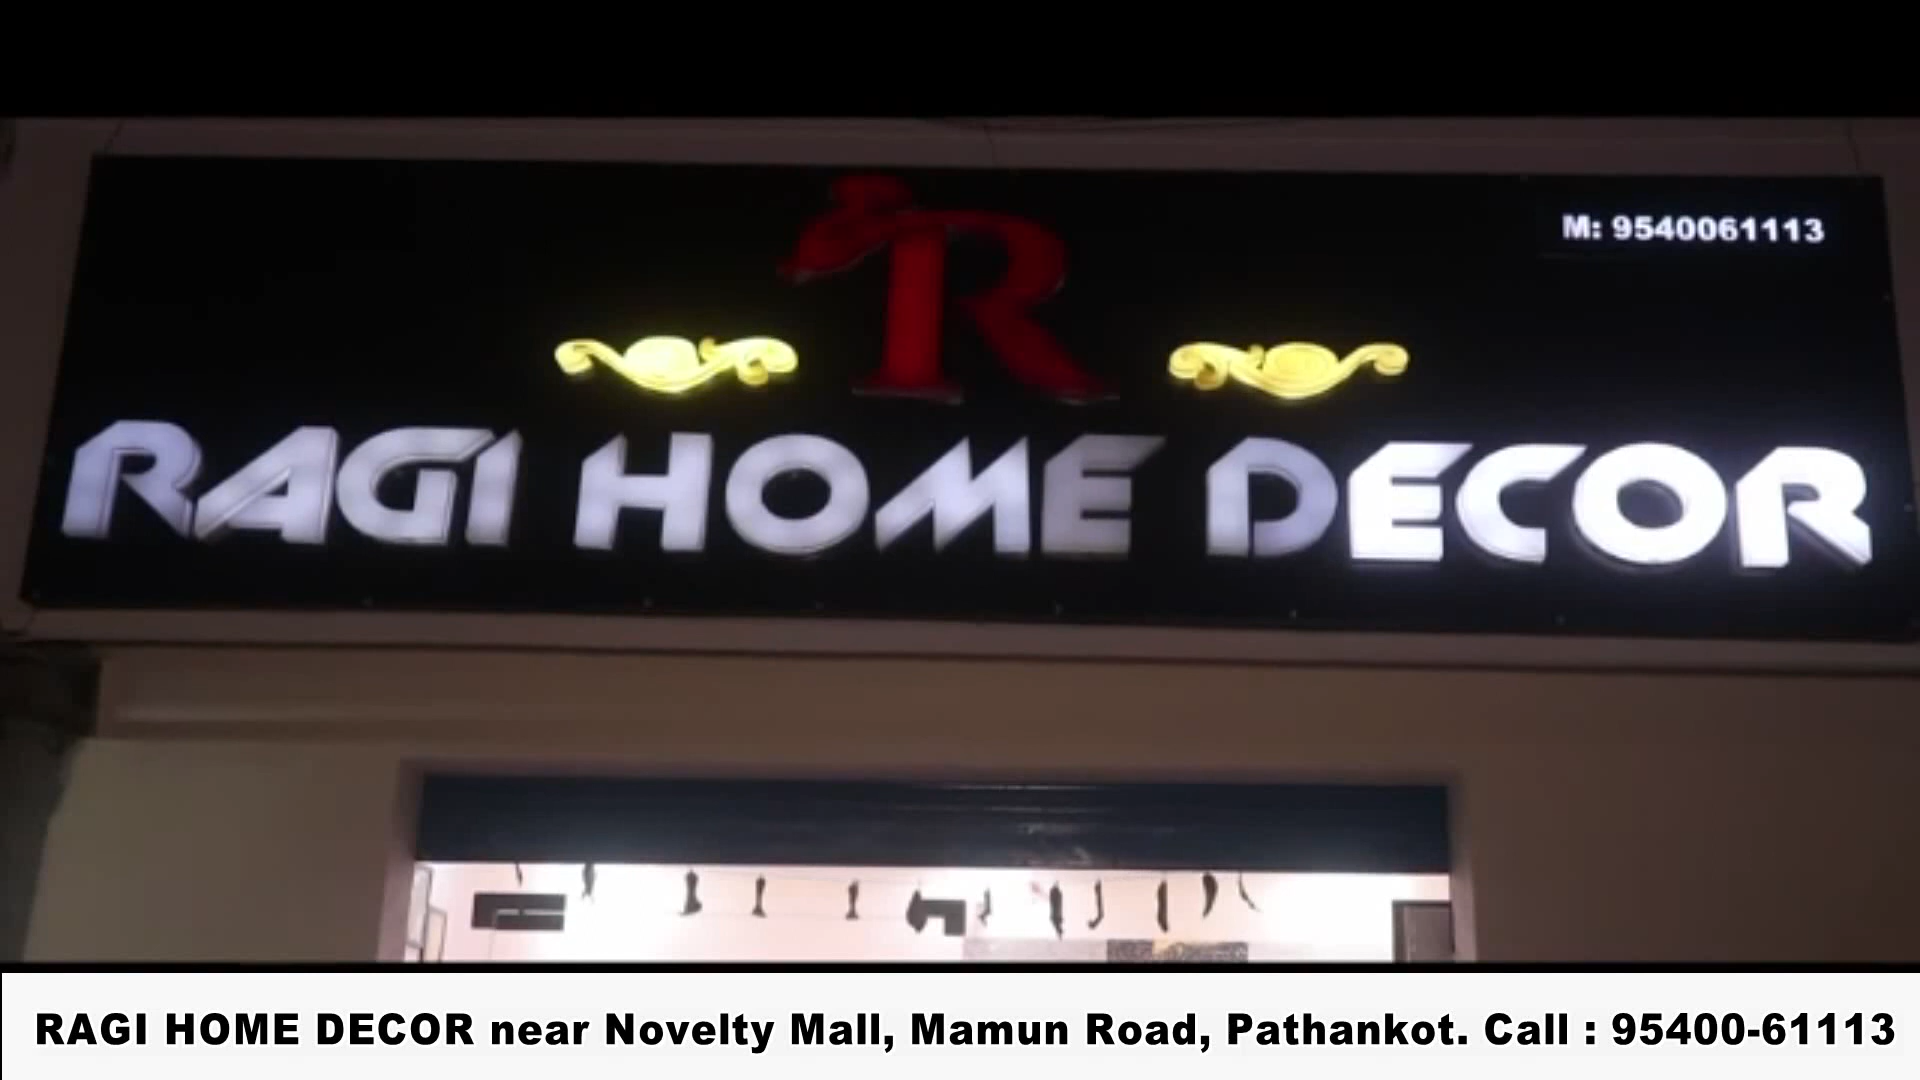 R
M: 9540061113
RAGI HOME DECOR
RAGI HOME DECOR near Novelty Mall, Mamun Road, Pathankot. Call : 95400-61113